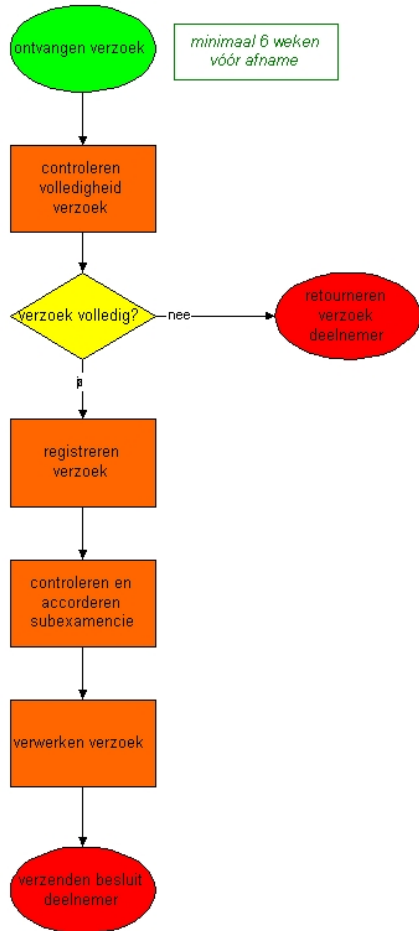 ontvangen verzoek
minimaal 6 weken
vóór afname
controleren
volledigheid
verzoek
verzoek volledig?
nee
retourneren
verzoek
deelnemer
ja
registreren
verzoek
controleren en
accorderen
subexamencie
verwerken verzoek
verzenden besluit
deelnemer